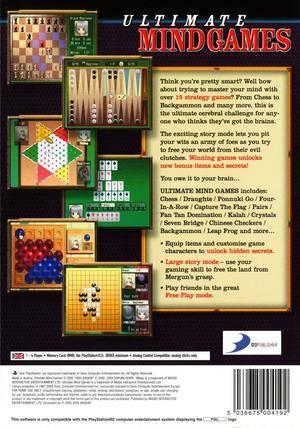 ULTIMATE
MIND GAMES
Think you're pretty smart? Well how
about trying to master your mind with
over 15 strategy games? From Chess to
Backgammon and many more, this is
the ultimate cerebral challenge for any-
one who thinks they've got the brains.
The exciting story mode lets you pit
your wits an army of foes as you try
to free your world from their evil
clutches. Winning games unlocks
new bonus items and secrets!
You owe it to your brain...
ULTIMATE MIND GAMES includes:
Chess / Draughts / Ponnuki Go / Four-
In-A-Row / Capture The Flag / Pairs /
Fan Tan Domination / Kalah / Crystals
/ Seven Bridge / Chinese Checkers /
Backgammon / Leap Frog and more...
• Equip items and customise game
characters to unlock hidden secrets.
• Large story mode - use your
gaming skill to free the land from
Mergun's grasp.
• Play friends in the great
Free Play mode.
D3PUBLISHER
This software is only compatible with the PlayStation®2 computer entertainment system displaying the PAL logo
5 036675 004192